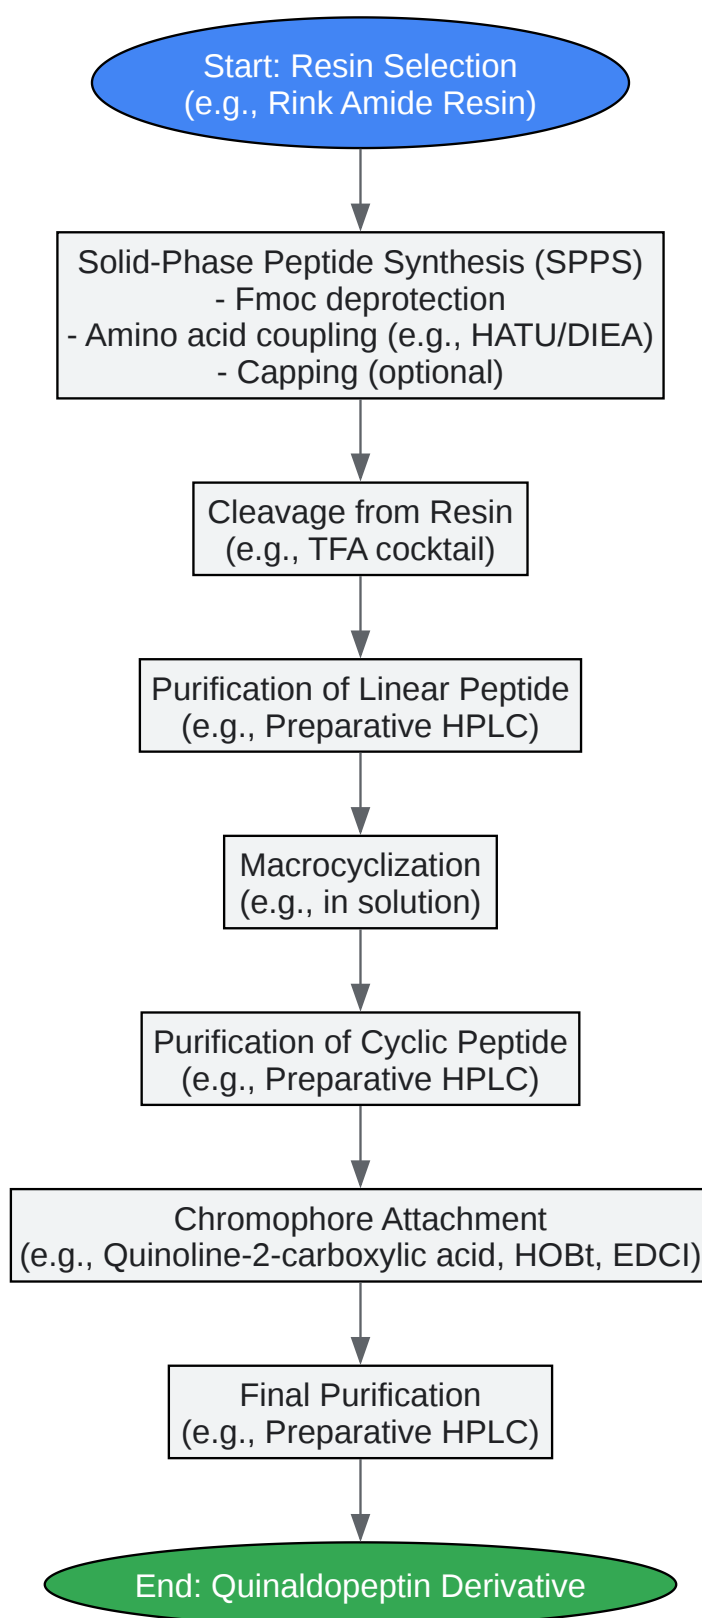 Start: Resin Selection
(e.g., Rink Amide Resin)
Solid-Phase Peptide Synthesis (SPPS)
- Fmoc deprotection
- Amino acid coupling (e.g., HATU/DIEA)
- Capping (optional)
Cleavage from Resin
(e.g., TFA cocktail)
Purification of Linear Peptide
(e.g., Preparative HPLC)
Macrocyclization
(e.g., in solution)
Purification of Cyclic Peptide
(e.g., Preparative HPLC)
Chromophore Attachment
(e.g., Quinoline-2-carboxylic acid, HOBt, EDCI)
Final Purification
(e.g., Preparative HPLC)
End: Quinaldopeptin Derivative